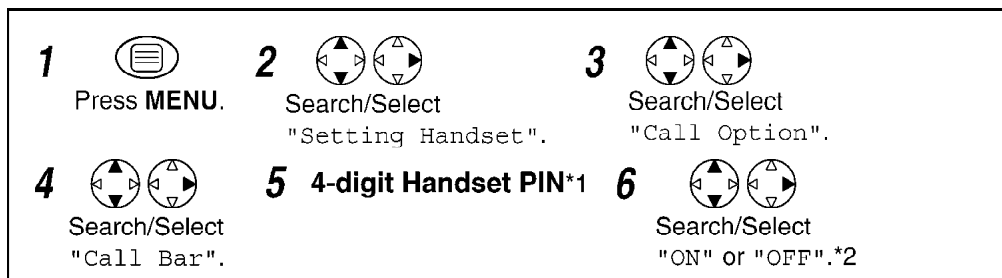 1 Press MENU.
2 Search/Select
"Setting Handset".
3 Search/Select
"Call Option".
4 Search/Select
"Call Bar".
5 4-digit Handset PIN*1
6 Search/Select
"ON" or "OFF".*2